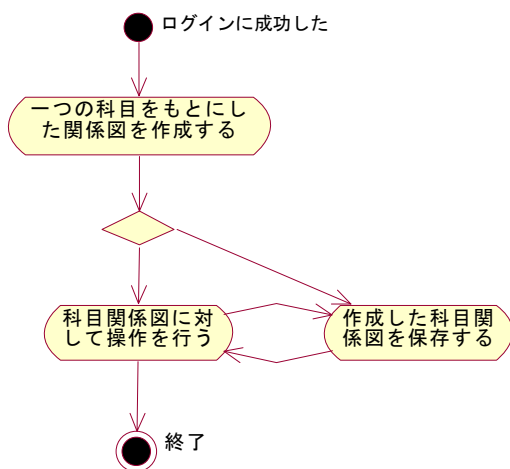 ログインに成功した
一つの科目をもとにし
た関係図を作成する
科目関係図に対
して操作を行う
作成した科目関
係図を保存する
終了